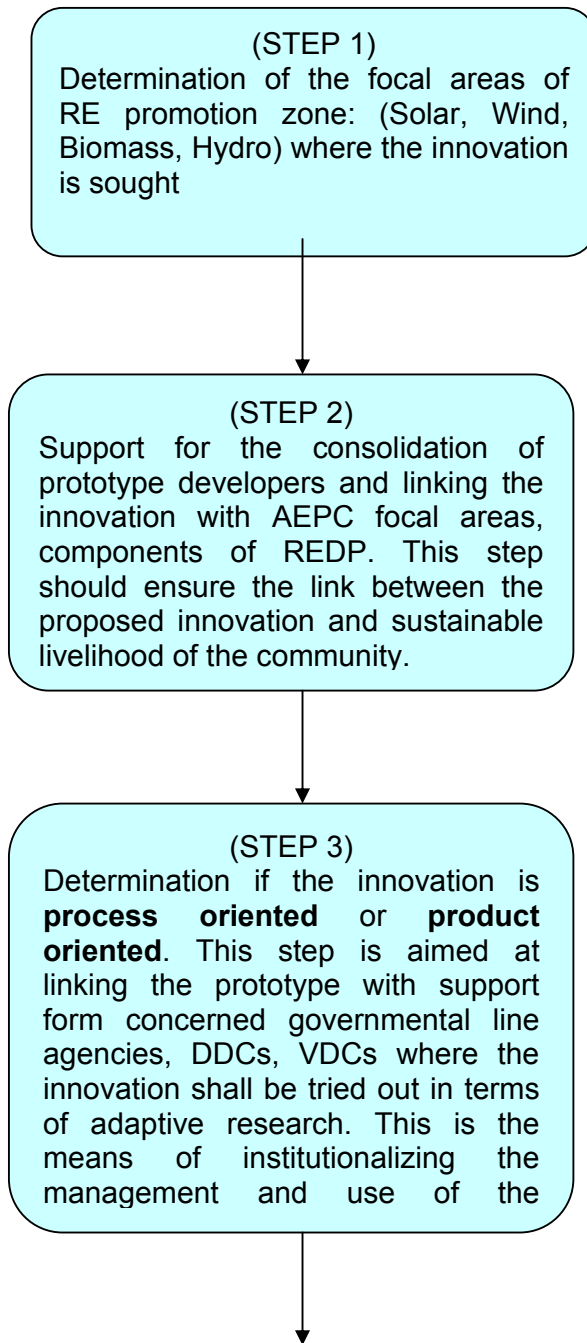 (STEP 1)
Determination of the focal areas of
RE promotion zone: (Solar, Wind,
Biomass, Hydro) where the innovation
is sought
(STEP 2)
Support for the consolidation of
prototype developers and linking the
innovation with AEPC focal areas,
components of REDP. This step
should ensure the link between the
proposed innovation and sustainable
livelihood of the community.
(STEP 3)
Determination if the innovation is
process oriented or product
oriented. This step is aimed at
linking the prototype with support
form concerned governmental line
agencies, DDCs, VDCs where the
innovation shall be tried out in terms
of adaptive research. This is the
means of institutionalizing the
management and use of the